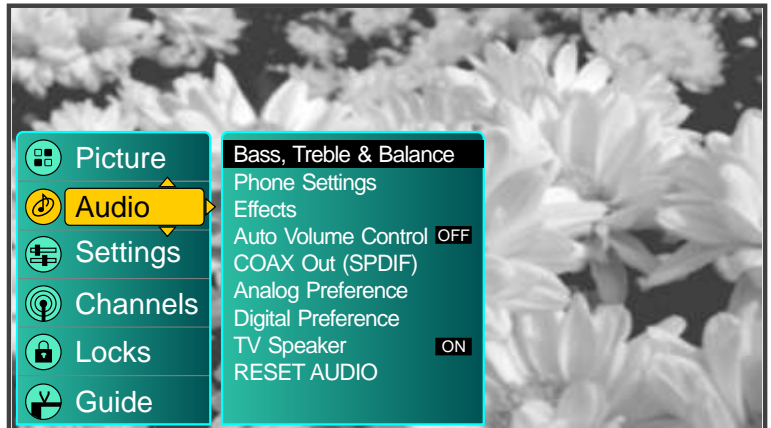 Picture
Audio
Settings
Channels
Locks
Guide
Bass, Treble & Balance
Phone Settings
Effects
Auto Volume Control OFF
COAX Out (SPDIF)
Analog Preference
Digital Preference
TV Speaker ON
RESET AUDIO